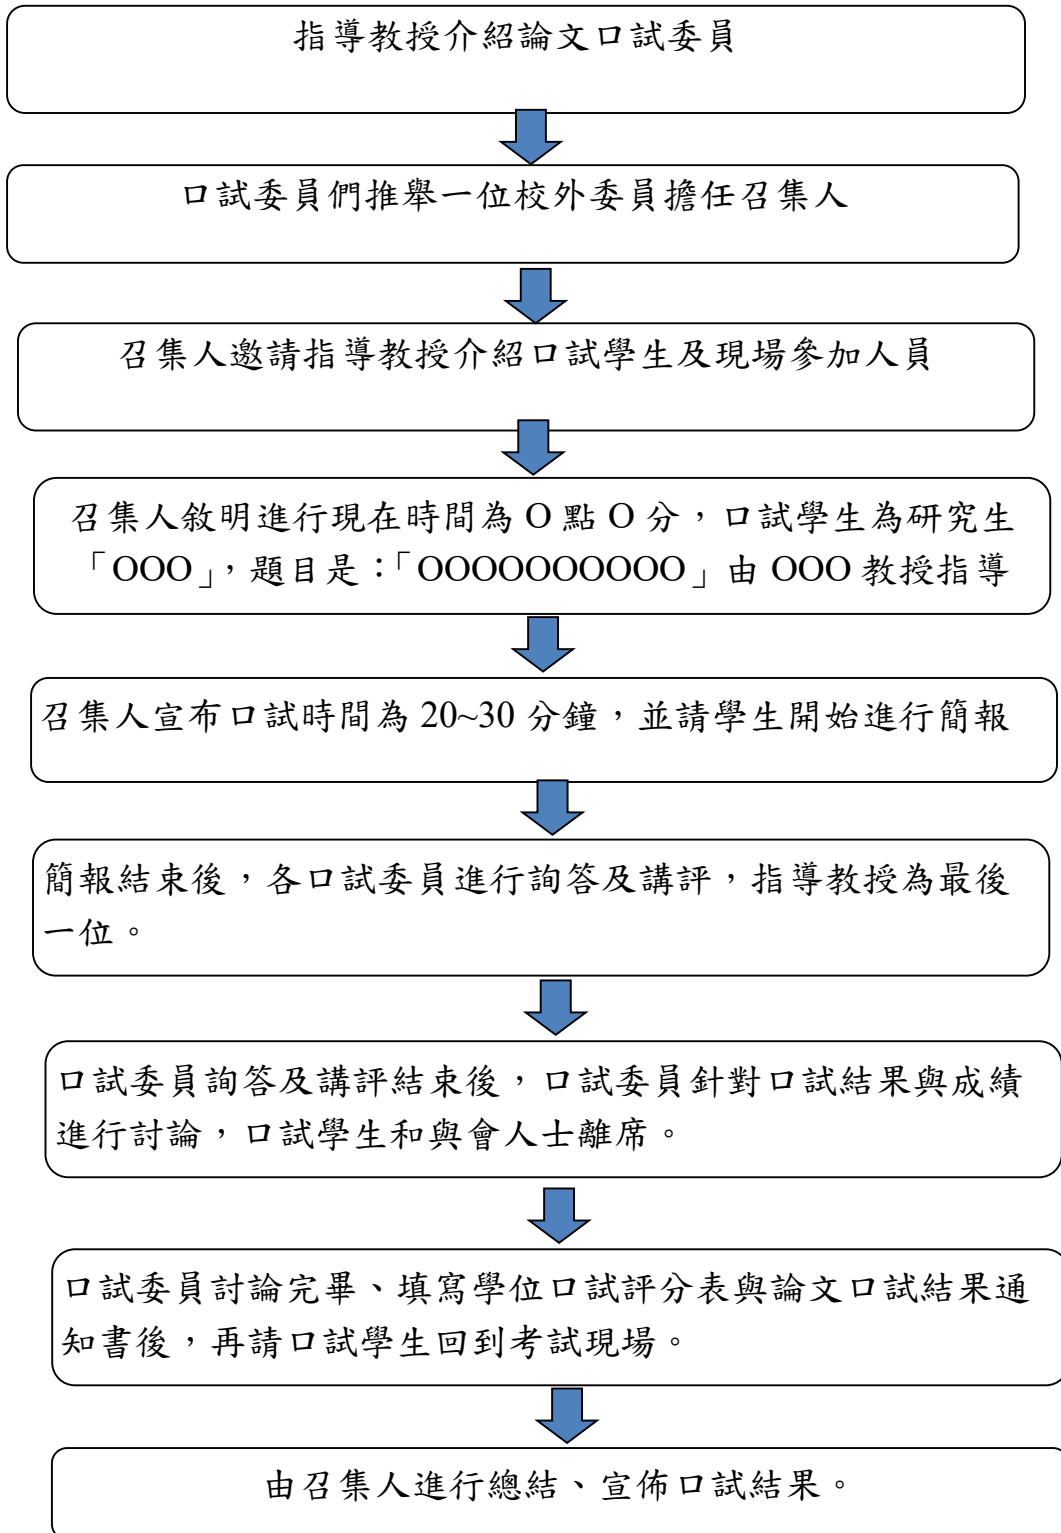 指導教授介紹論文口試委員
口試委員們推舉一位校外委員擔任召集人
召集人邀請指導教授介紹口試學生及現場參加人員
召集人敘明進行現在時間為 O 點 O 分，口試學生為研究生
「OOO」，題目是：「OOOOOOOOOO」由 OOO 教授指導
召集人宣布口試時間為 20~30 分鐘，並請學生開始進行簡報
簡報結束後，各口試委員進行詢答及講評，指導教授為最後
一位。
口試委員詢答及講評結束後，口試委員針對口試結果與成績
進行討論，口試學生和與會人士離席。
口試委員討論完畢、填寫學位口試評分表與論文口試結果通
知書後，再請口試學生回到考試現場。
由召集人進行總結、宣佈口試結果。